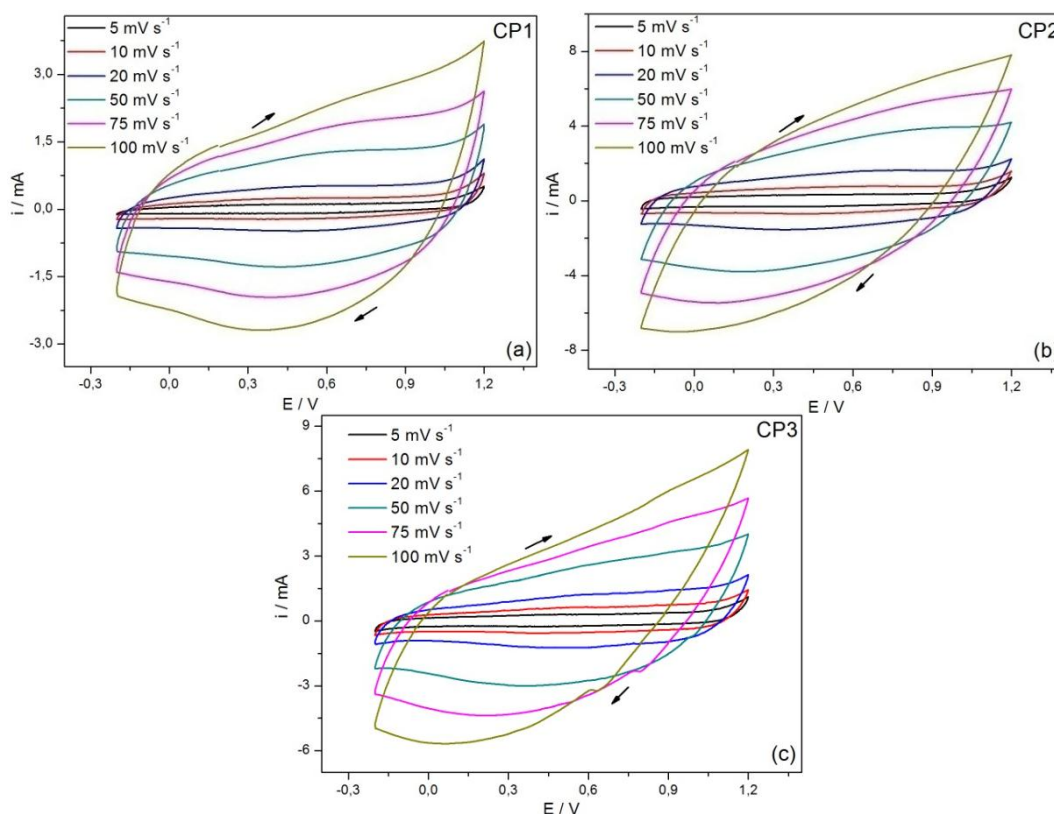 5 mV s⁻¹
10 mV s⁻¹
20 mV s⁻¹
50 mV s⁻¹
75 mV s⁻¹
100 mV s⁻¹
CP1
i / mA
3,0
1,5
0,0
-1,5
-3,0
(a)
-0,3 0,0 0,3 0,6 0,9 1,2
E / V
5 mV s⁻¹
10 mV s⁻¹
20 mV s⁻¹
50 mV s⁻¹
75 mV s⁻¹
100 mV s⁻¹
CP2
i / mA
8
4
0
-4
-8
(b)
-0,3 0,0 0,3 0,6 0,9 1,2
E / V
5 mV s⁻¹
10 mV s⁻¹
20 mV s⁻¹
50 mV s⁻¹
75 mV s⁻¹
100 mV s⁻¹
CP3
i / mA
9
6
3
0
-3
-6
(c)
-0,3 0,0 0,3 0,6 0,9 1,2
E / V